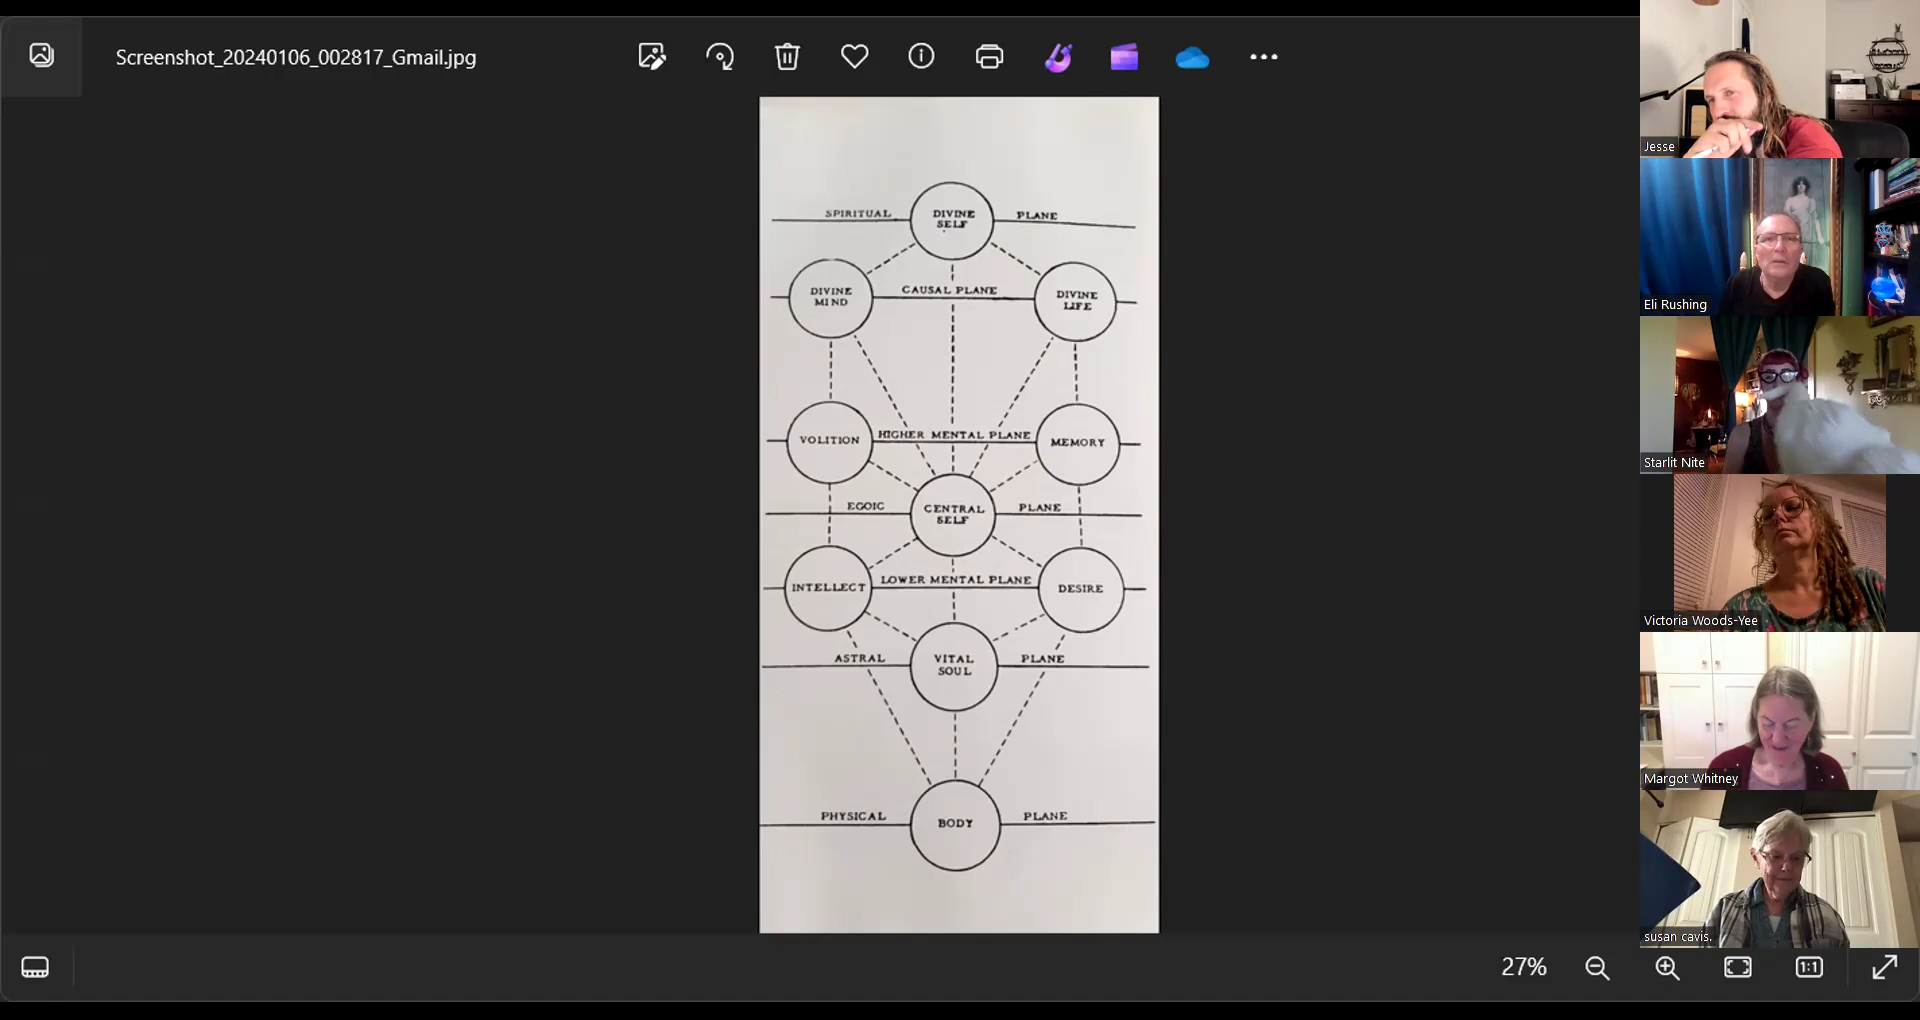 Screenshot_20240106_002817_Gmail.jpg
SPIRITUAL
DIVINE
SELF
PLANE
DIVINE
MIND
CAUSAL PLANE
DIVINE
LIFE
VOLITION
HIGHER MENTAL PLANE
MEMORY
EGOIC
CENTRAL
SELF
PLANE
INTELLECT
LOWER MENTAL PLANE
DESIRE
ASTRAL
VITAL
SOUL
PLANE
PHYSICAL
BODY
PLANE
27%
1:1
Jesse
Eli Rushing
Starlit Nite
Victoria Woods-Yee
Margot Whitney
susan cavis.